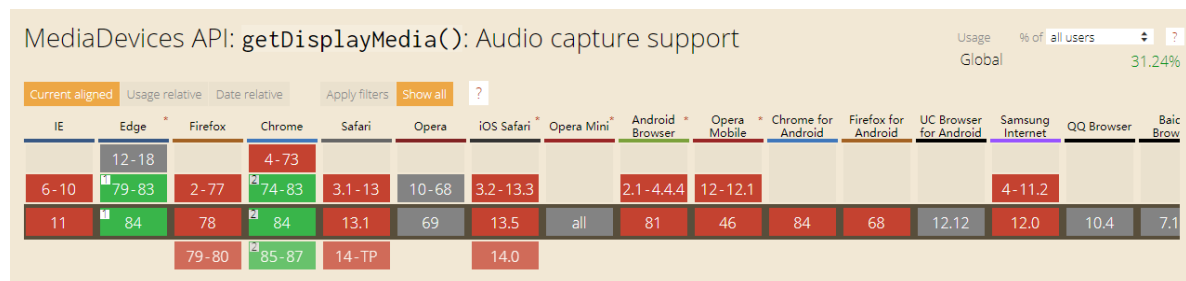 MediaDevices API: getDisplayMedia(): Audio capture support
Usage % of all users ?
Global 31.24%
Current aligned Usage relative Date relative Apply filters Show all ?
IE Edge * Firefox Chrome Safari Opera iOS Safari * Opera Mini * Android Browser * Opera Mobile * Chrome for Android Firefox for Android UC Browser for Android Samsung Internet QQ Browser Baid Brow
12-18 4-73
6-10 1 79-83 2-77 2 74-83 3.1-13 10-68 3.2-13.3 2.1-4.4.4 12-12.1 4-11.2
11 1 84 78 2 84 13.1 69 13.5 all 81 46 84 68 12.12 12.0 10.4 7.1
79-80 2 85-87 14-TP 14.0